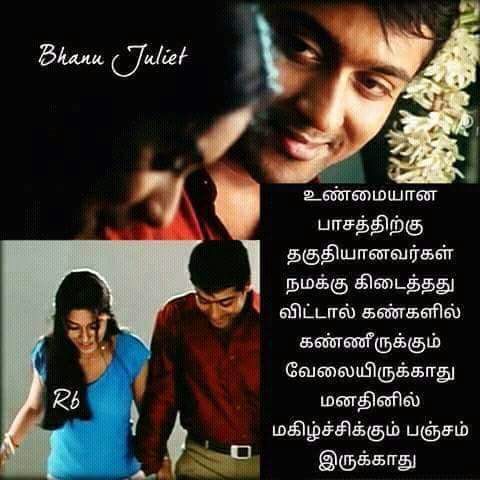 Bhanu Juliet
உண்மையான
பாசத்திற்கு
தகுதியானவர்கள்
நமக்கு கிடைத்தது
விட்டால் கண்களில்
கண்ணீருக்கும்
வேலையிருக்காது
மனதினில்
மகிழ்ச்சிக்கும் பஞ்சம்
இருக்காது
Rb